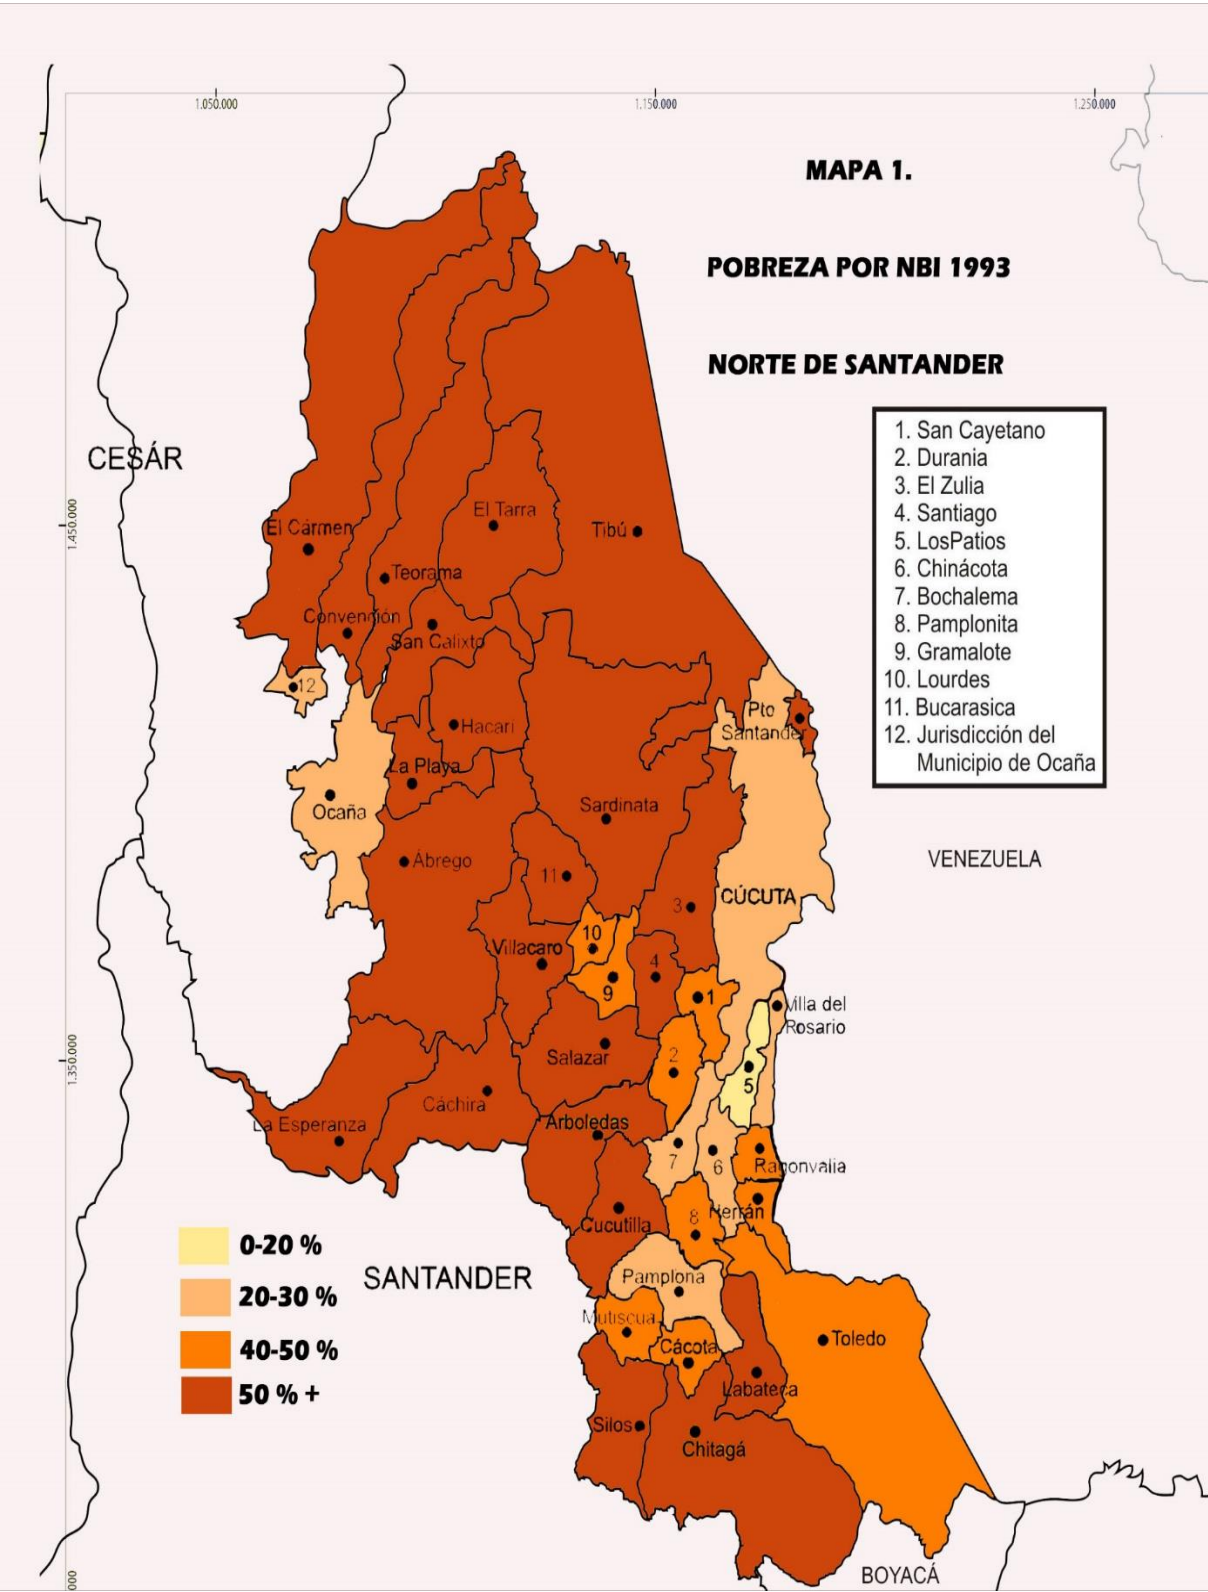 1.050.000
1.150.000
1.250.000
MAPA 1.
POBREZA POR NBI 1993
NORTE DE SANTANDER
1. San Cayetano
2. Durania
3. El Zulia
4. Santiago
5. LosPatios
6. Chinácota
7. Bochalema
8. Pamplonita
9. Gramalote
10. Lourdes
11. Bucarasica
12. Jurisdicción del
Municipio de Ocaña
CESÁR
1.450.000
El Tarra
El Cármen
Tibú
Teorama
Convención
San Calixto
12
Pto
Santander
Hacari
La Playa
Ocaña
Sardinata
Ábrego
VENEZUELA
11
CÚCUTA
3
10
Villacaro
4
9
1
Villa del
Rosario
1.350.000
Salazar
2
5
Cáchira
La Esperanza
Arboledas
7
6
Ragonvalia
Cucutilla
8
Herrán
0-20 %
SANTANDER
Pamplona
20-30 %
Mutiscua
Toledo
40-50 %
Cácota
50 % +
Labateca
Silos
Chitagá
BOYACÁ
000